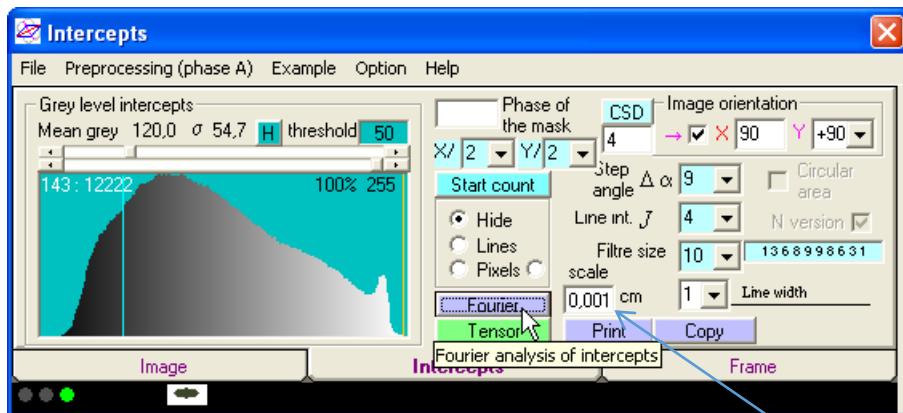 Intercepts
File Preprocessing (phase A) Example Option Help
Grey level intercepts
Mean grey 120,0 σ 54,7 H threshold 50
143 : 12222 100% 255
Phase of the mask
CSD
4
Image orientation
→ X 90 Y +90
X/ 2 Y/ 2
Start count
Step angle Δ α 9
Circular area
Hide
Lines
Pixels
Line int. J 4
N version
Filtre size 10
1368998631
scale
0,001 cm
1 Line width
Fourier
Tensor
Print Copy
Fourier analysis of intercepts
Image Intercepts Frame